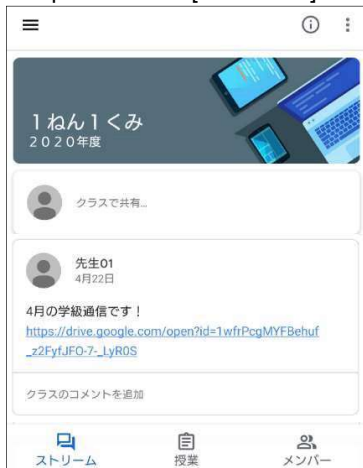 1ねん1くみ
2020年度
クラスで共有…
先生01
4月22日
4月の学級通信です！
https://drive.google.com/open?id=1wfrPcgMYFBehuf
_z2FyfJFO-7-_LyR0S
クラスのコメントを追加
ストリーム
授業
メンバー